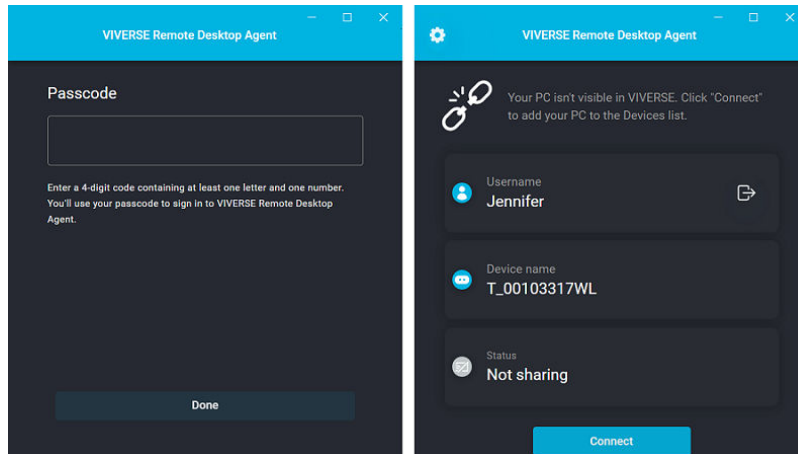 VIVERSE Remote Desktop Agent
Passcode
Enter a 4-digit code containing at least one letter and one number.
You'll use your passcode to sign in to VIVERSE Remote Desktop
Agent.
Done
VIVERSE Remote Desktop Agent
Your PC isn't visible in VIVERSE. Click "Connect"
to add your PC to the Devices list.
Username
Jennifer
Device name
T_00103317WL
Status
Not sharing
Connect